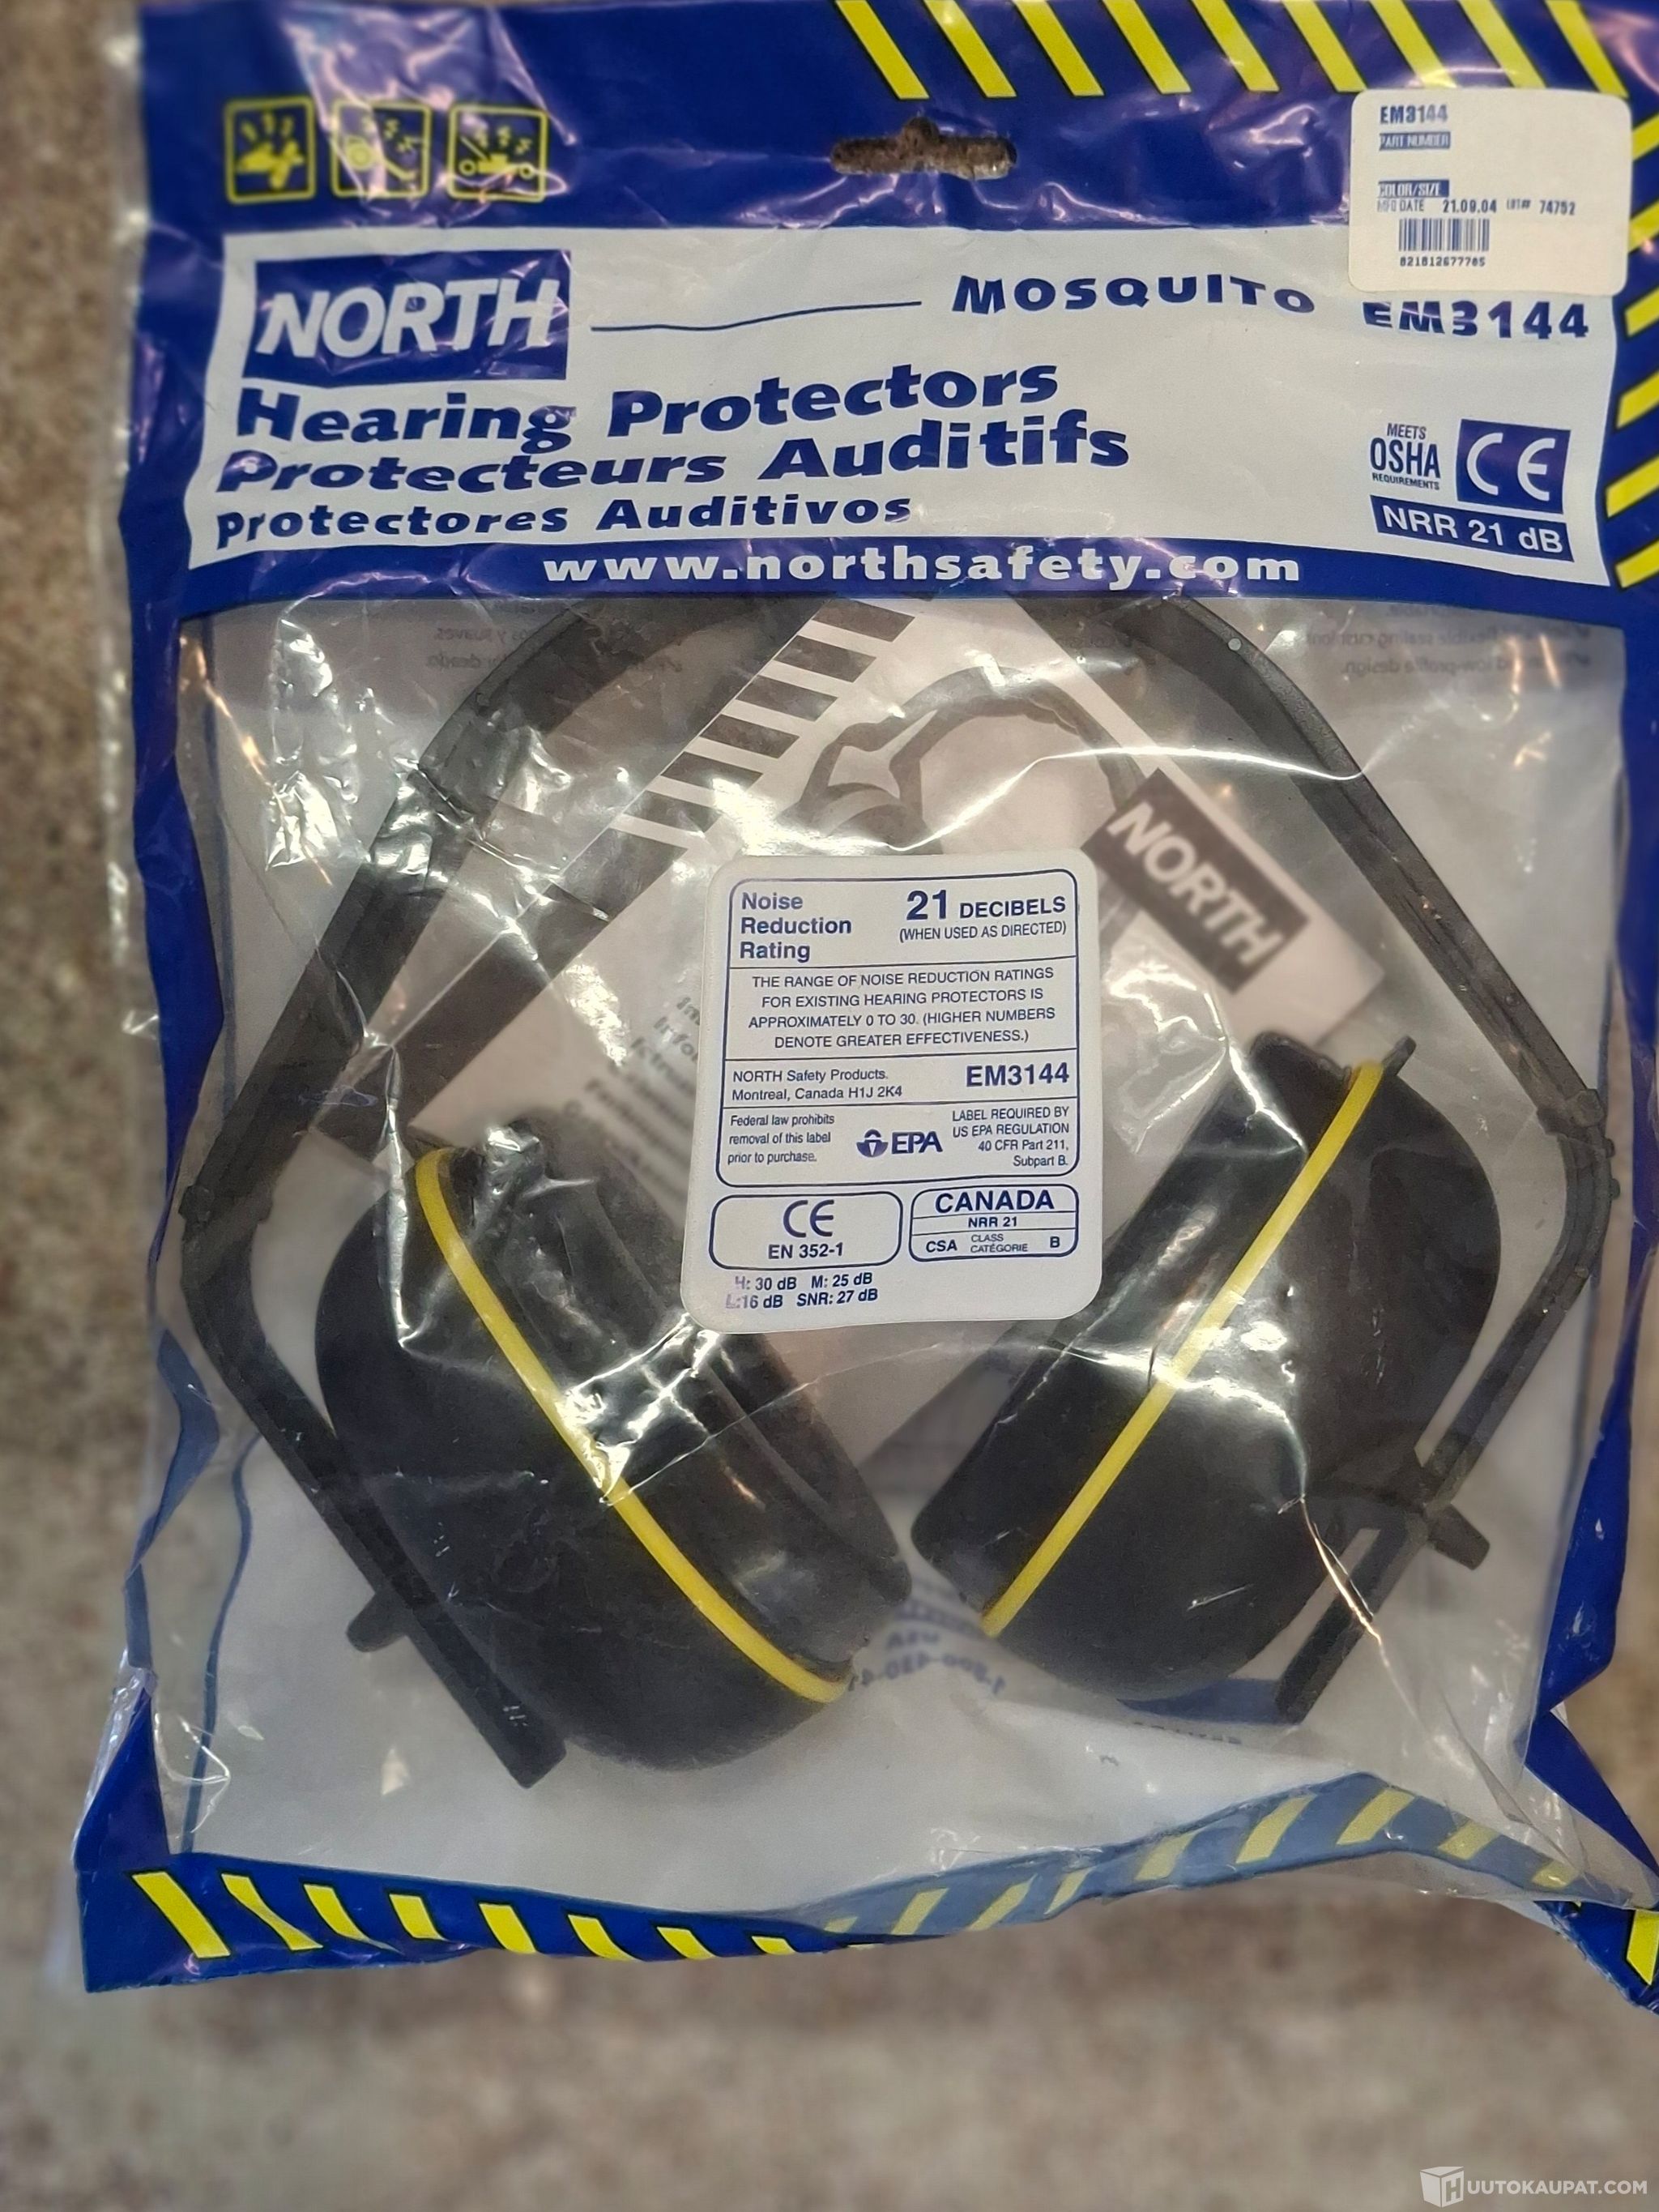 EM3144
PART NUMBER
COLOR/SIZE
MFG DATE 21.09.04 LOT# 74752
821812677785
NORTH
MOSQUITO EM3144
Hearing Protectors
Protecteurs Auditifs
Protectores Auditivos
MEETS
OSHA
REQUIREMENTS
CE
NRR 21 dB
www.northsafety.com
NORTH
Noise
Reduction
Rating
21 DECIBELS
(WHEN USED AS DIRECTED)
THE RANGE OF NOISE REDUCTION RATINGS
FOR EXISTING HEARING PROTECTORS IS
APPROXIMATELY 0 TO 30. (HIGHER NUMBERS
DENOTE GREATER EFFECTIVENESS.)
NORTH Safety Products.
Montreal, Canada H1J 2K4
EM3144
Federal law prohibits
removal of this label
prior to purchase.
EPA
LABEL REQUIRED BY
US EPA REGULATION
40 CFR Part 211,
Subpart B.
CE
EN 352-1
CANADA
NRR 21
CSA CLASS CATÉGORIE B
H: 30 dB M: 25 dB
L:16 dB SNR: 27 dB
HUUTOKAUPAT.COM